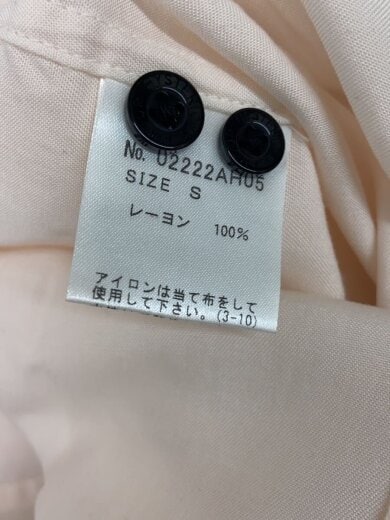 No. 02222AH05
SIZE S
レーヨン 100%
アイロンは当て布をして
使用して下さい。(3-10)